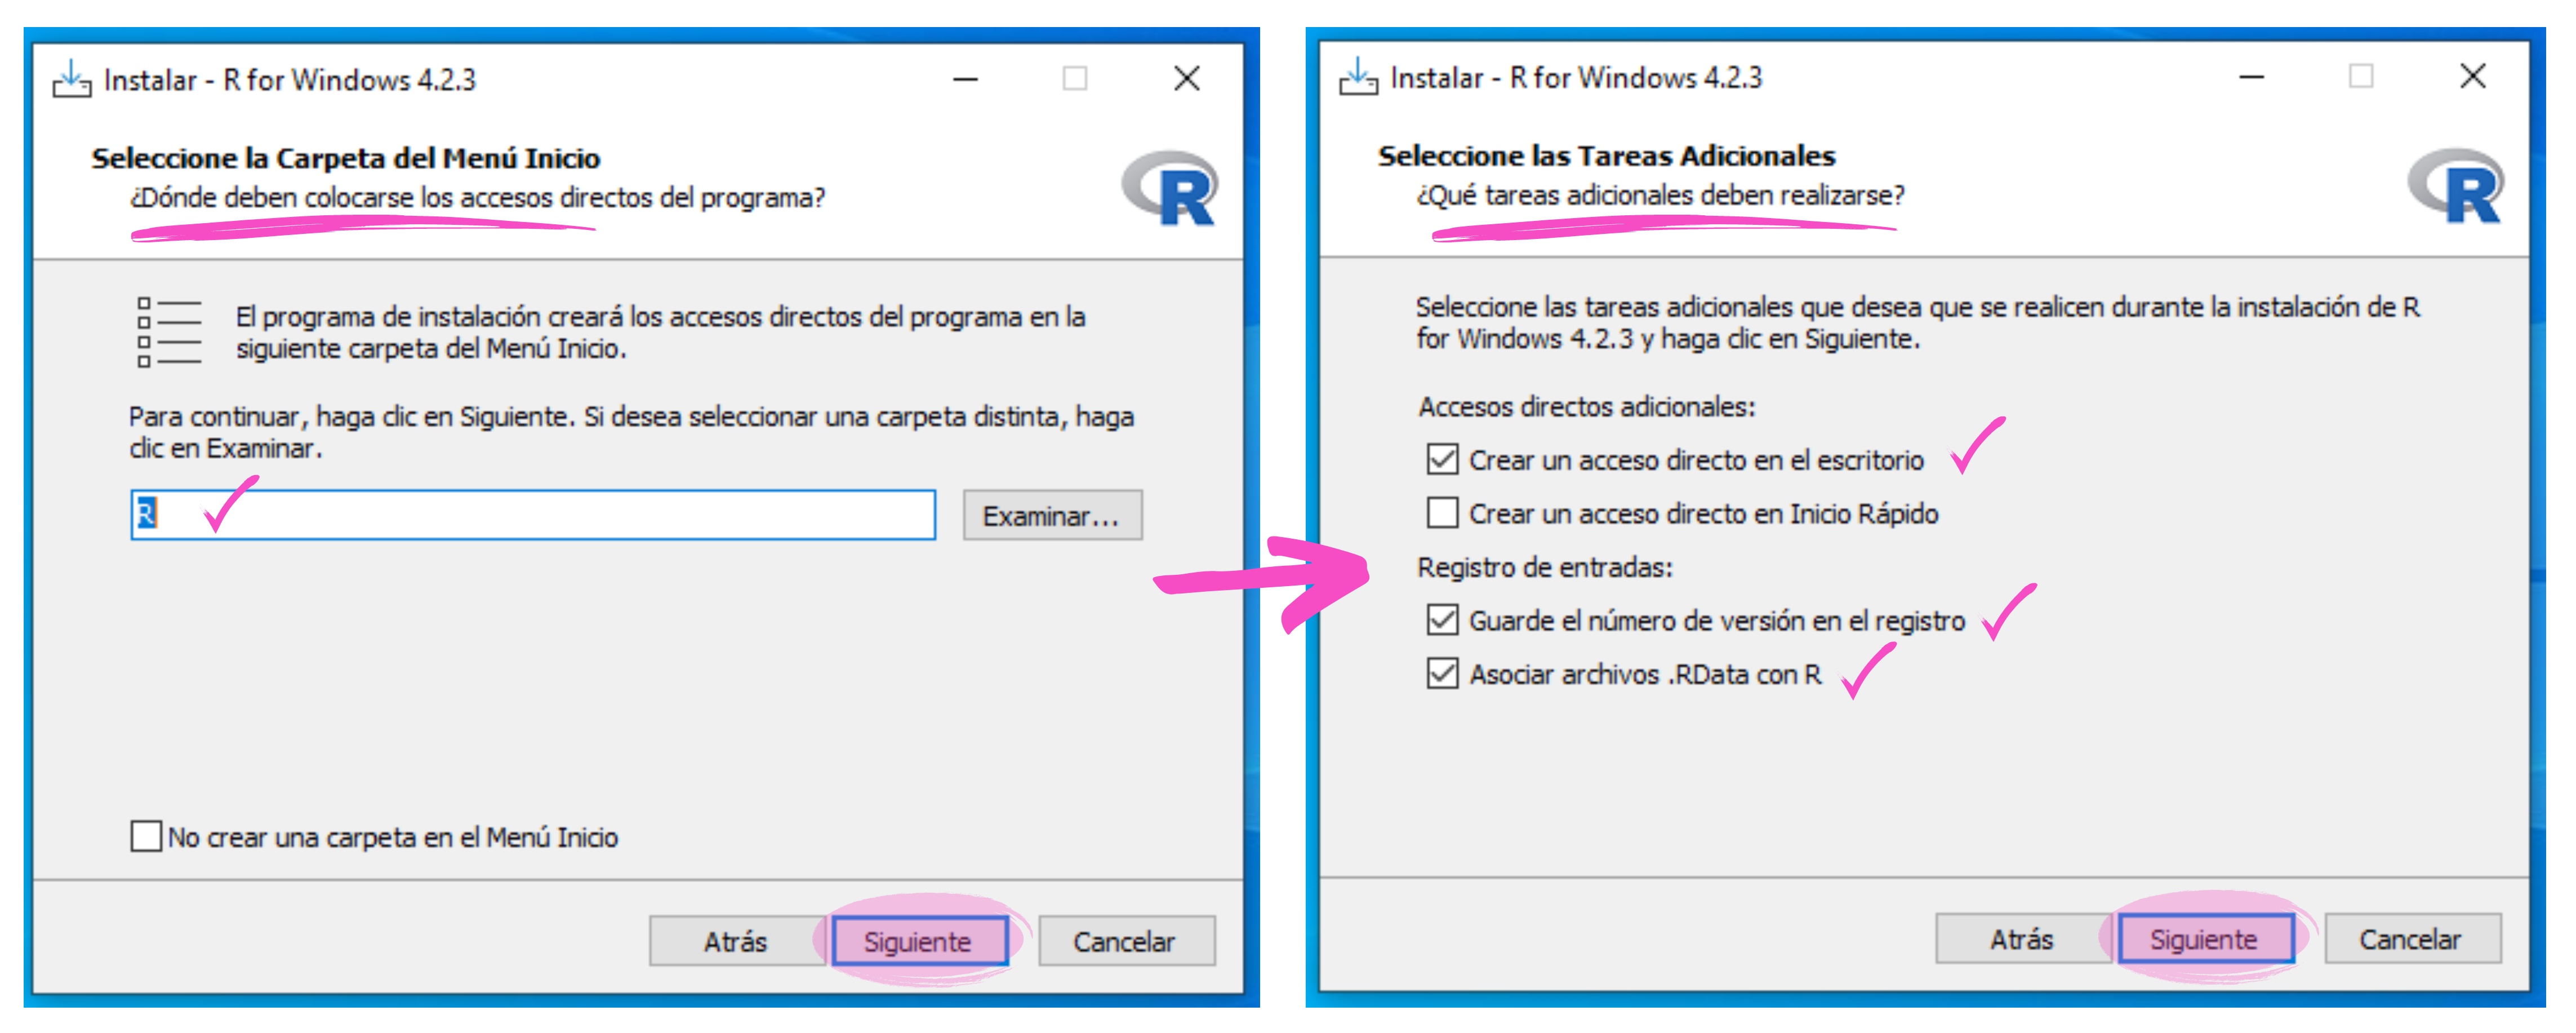 Instalar - R for Windows 4.2.3
Seleccione la Carpeta del Menú Inicio
¿Dónde deben colocarse los accesos directos del programa?
R
El programa de instalación creará los accesos directos del programa en la
siguiente carpeta del Menú Inicio.
Para continuar, haga clic en Siguiente. Si desea seleccionar una carpeta distinta, haga
clic en Examinar.
R
Examinar...
No crear una carpeta en el Menú Inicio
Atrás
Siguiente
Cancelar
Instalar - R for Windows 4.2.3
Seleccione las Tareas Adicionales
¿Qué tareas adicionales deben realizarse?
R
Seleccione las tareas adicionales que desea que se realicen durante la instalación de R
for Windows 4.2.3 y haga clic en Siguiente.
Accesos directos adicionales:
Crear un acceso directo en el escritorio
Crear un acceso directo en Inicio Rápido
Registro de entradas:
Guarde el número de versión en el registro
Asociar archivos .RData con R
Atrás
Siguiente
Cancelar